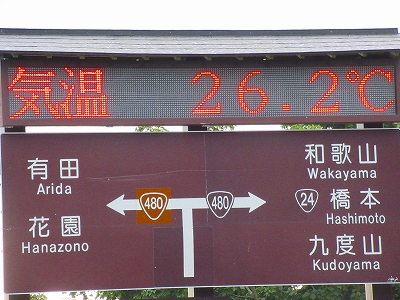 気温 26.2℃
有田
Arida
花園
Hanazono
480
480
和歌山
Wakayama
24
橋本
Hashimoto
九度山
Kudoyama